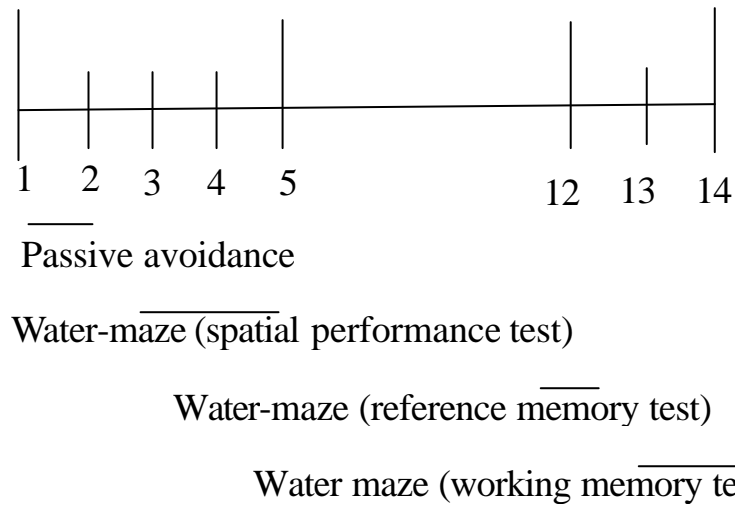 1 2 3 4 5 12 13 14
Passive avoidance
Water-maze (spatial performance test)
Water-maze (reference memory test)
Water maze (working memory te